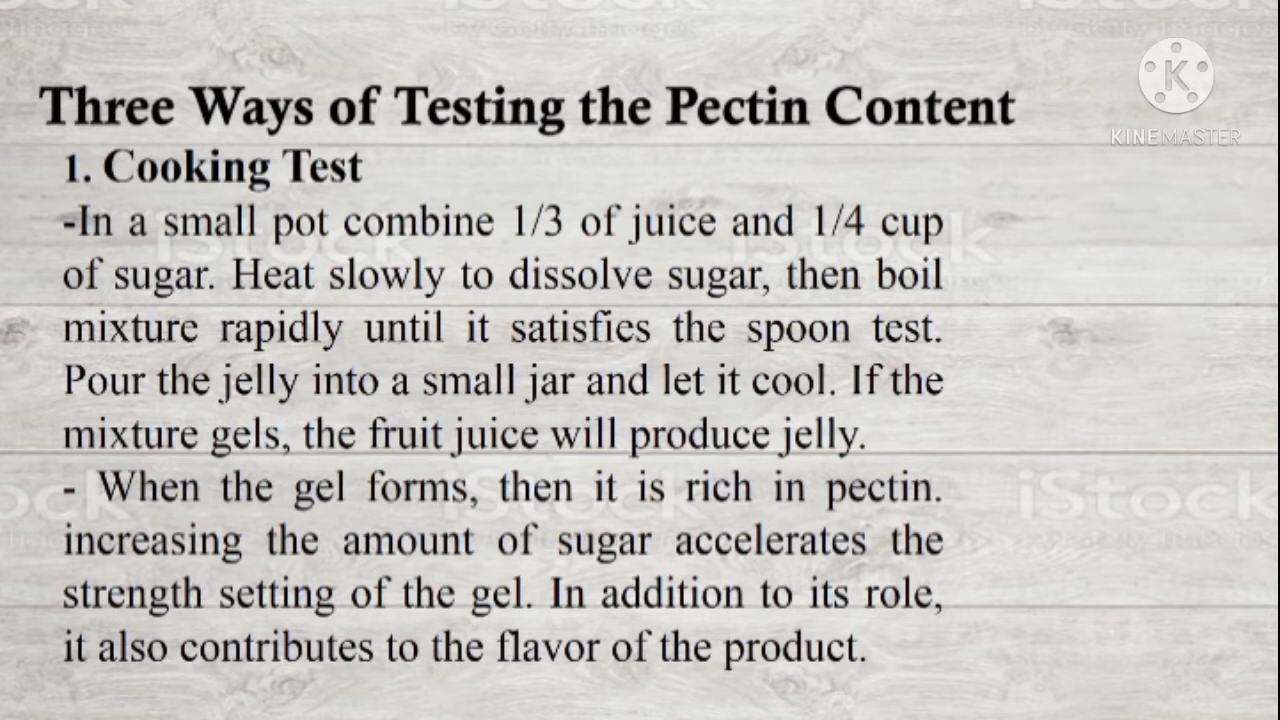 Three Ways of Testing the Pectin Content
1. Cooking Test
-In a small pot combine 1/3 of juice and 1/4 cup
of sugar. Heat slowly to dissolve sugar, then boil
mixture rapidly until it satisfies the spoon test.
Pour the jelly into a small jar and let it cool. If the
mixture gels, the fruit juice will produce jelly.
- When the gel forms, then it is rich in pectin.
increasing the amount of sugar accelerates the
strength setting of the gel. In addition to its role,
it also contributes to the flavor of the product.
K
KINEMASTER
iStock
iStock
iStock
iStock
iStock